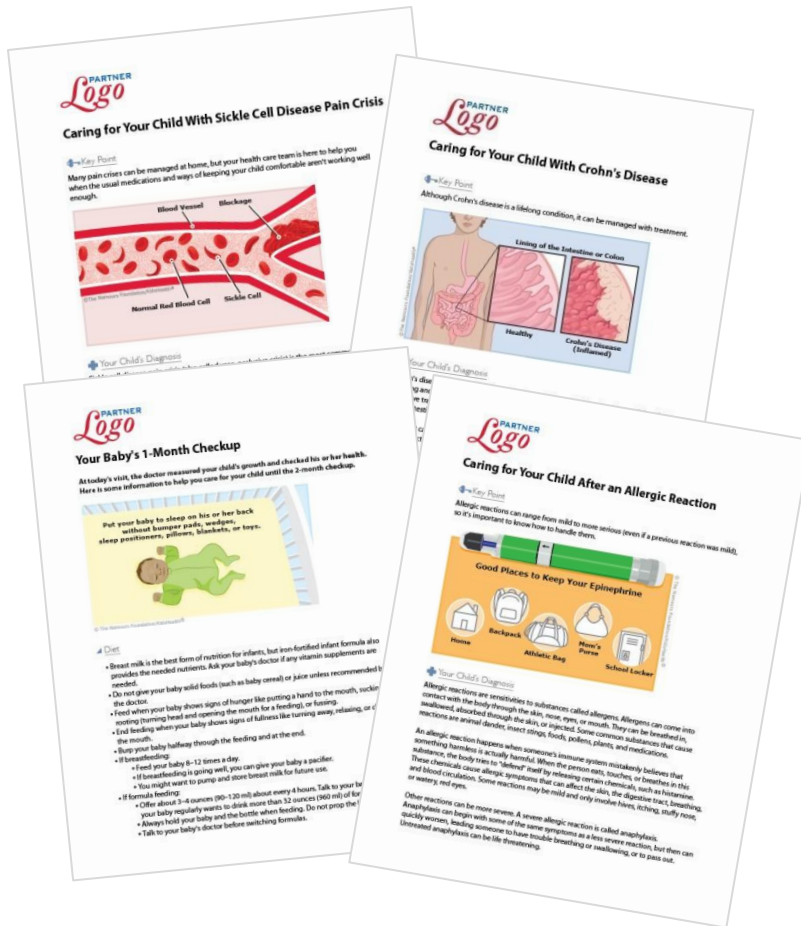 PARTNER
Logo
Caring for Your Child With Sickle Cell Disease Pain Crisis
Key Point
Many pain crises can be managed at home, but your health care team is here to help you
when the usual medications and ways of keeping your child comfortable aren't working well
enough.
Blood Vessel
Blockage
Normal Red Blood Cell
Sickle Cell
©The Nemours Foundation/KidsHealth®
Your Child's Diagnosis
PARTNER
Logo
Caring for Your Child With Crohn's Disease
Key Point
Although Crohn's disease is a lifelong condition, it can be managed with treatment.
Lining of the Intestine or Colon
Healthy
Crohn's Disease
(Inflamed)
©The Nemours Foundation/KidsHealth®
Your Child's Diagnosis
PARTNER
Logo
Your Baby's 1-Month Checkup
At today's visit, the doctor measured your child's growth and checked his or her health.
Here is some information to help you care for your child until the 2-month checkup.
Put your baby to sleep on his or her back
without bumper pads, wedges,
sleep positioners, pillows, blankets, or toys.
© The Nemours Foundation/KidsHealth®
Diet
• Breast milk is the best form of nutrition for infants, but iron-fortified infant formula also
provides the needed nutrients. Ask your baby's doctor if any vitamin supplements are
needed.
• Do not give your baby solid foods (such as baby cereal) or juice unless recommended b
the doctor.
• Feed when your baby shows signs of hunger like putting a hand to the mouth, suckin
rooting (turning head and opening the mouth for a feeding), or fussing.
• End feeding when your baby shows signs of fullness like turning away, relaxing, or c
the mouth.
• Burp your baby halfway through the feeding and at the end.
• If breastfeeding:
• Feed your baby 8–12 times a day.
• If breastfeeding is going well, you can give your baby a pacifier.
• You might want to pump and store breast milk for future use.
• If formula feeding:
• Offer about 3–4 ounces (90–120 ml) about every 4 hours. Talk to your be
your baby regularly wants to drink more than 32 ounces (960 ml) of for
• Always hold your baby and the bottle when feeding. Do not prop the
• Talk to your baby's doctor before switching formulas.
PARTNER
Logo
Caring for Your Child After an Allergic Reaction
Key Point
Allergic reactions can range from mild to more serious (even if a previous reaction was mild),
so it's important to know how to handle them.
Good Places to Keep Your Epinephrine
Home
Backpack
Athletic Bag
Mom's
Purse
School Locker
© The Nemours Foundation/KidsHealth®
Your Child's Diagnosis
Allergic reactions are sensitivities to substances called allergens. Allergens can come into
contact with the body through the skin, nose, eyes, or mouth. They can be breathed in,
swallowed, absorbed through the skin, or injected. Some common substances that cause
reactions are animal dander, insect stings, foods, pollens, plants, and medications.
An allergic reaction happens when someone's immune system mistakenly believes that
something harmless is actually harmful. When the person eats, touches, or breathes in this
substance, the body tries to "defend" itself by releasing certain chemicals, such as histamine.
These chemicals cause allergic symptoms that can affect the skin, the digestive tract, breathing,
and blood circulation. Some reactions may be mild and only involve hives, itching, stuffy nose,
or watery, red eyes.
Other reactions can be more severe. A severe allergic reaction is called anaphylaxis.
Anaphylaxis can begin with some of the same symptoms as a less severe reaction, but then can
quickly worsen, leading someone to have trouble breathing or swallowing, or to pass out.
Untreated anaphylaxis can be life threatening.